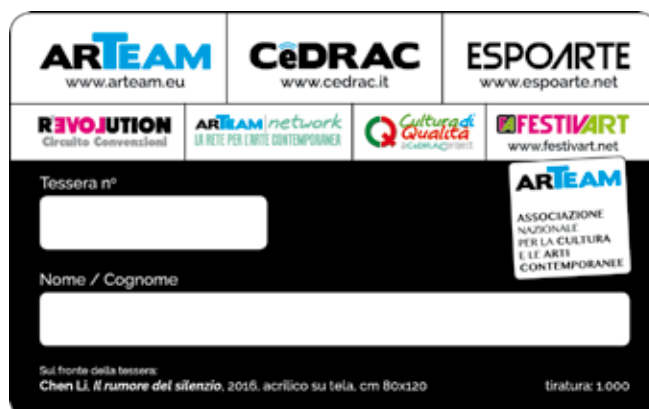 ARTEAM
www.arteam.eu
CeDRAC
www.cedrac.it
ESPOARTE
www.espoarte.net
REVOLUTION
Circuito Convenzioni
ARTEAM network
LA RETE PER L'ARTE CONTEMPORANEA
Cultura di
Qualità
a CeDRAC project
FESTIVART
www.festivart.net
Tessera n°
ARTEAM
ASSOCIAZIONE
NAZIONALE
PER LA CULTURA
E LE ARTI
CONTEMPORANEE
Nome / Cognome
Sul fronte della tessera:
Chen Li, Il rumore del silenzio, 2016, acrilico su tela, cm 80x120
tiratura: 1.000